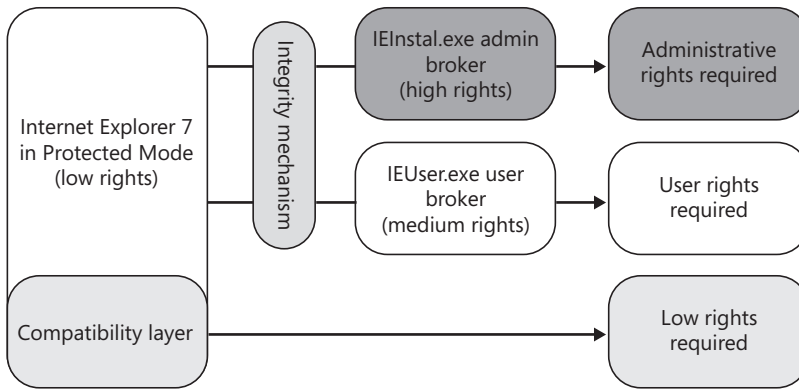 Internet Explorer 7
in Protected Mode
(low rights)
Compatibility layer
Integrity mechanism
IEInstal.exe admin
broker
(high rights)
Administrative
rights required
IEUser.exe user
broker
(medium rights)
User rights
required
Low rights
required